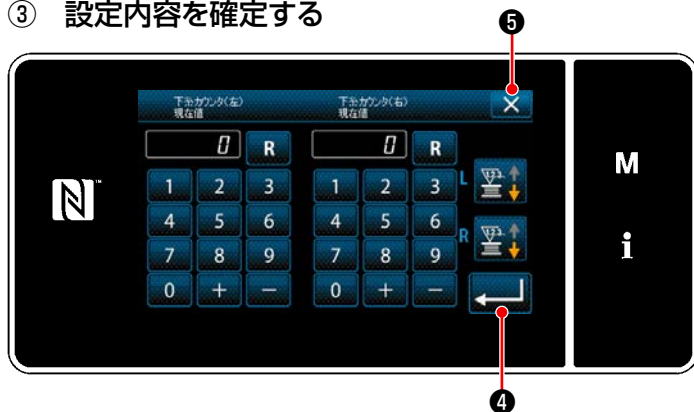 ③ 設定内容を確定する
❺
下糸カウンタ(左)
現在値
下糸カウンタ(右)
現在値
0 R 0 R
1 2 3 1 2 3 L
4 5 6 4 5 6
7 8 9 7 8 9 R
0 + − 0 + −
M
i
❹